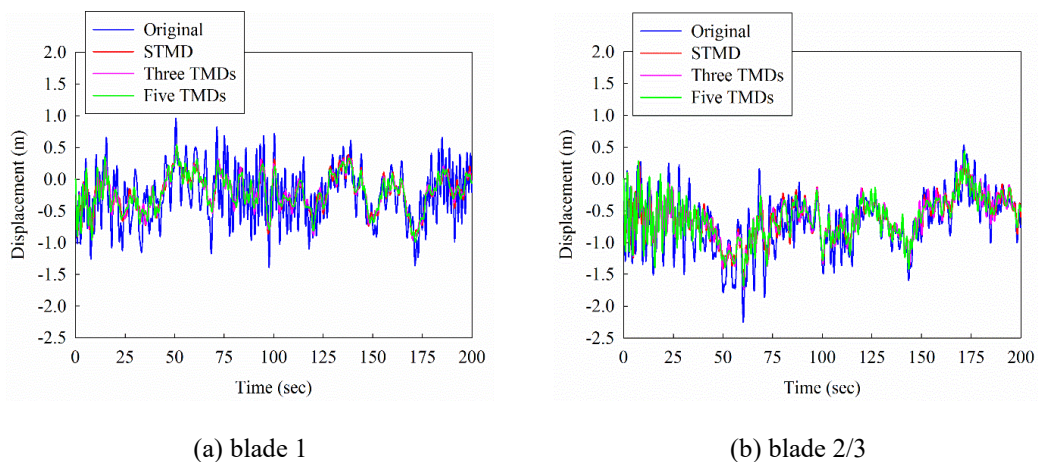 Original
STMD
Three TMDs
Five TMDs
2.0
1.5
1.0
0.5
0.0
-0.5
-1.0
-1.5
-2.0
-2.5
Displacement (m)
0 25 50 75 100 125 150 175 200
Time (sec)
(a) blade 1
Original
STMD
Three TMDs
Five TMDs
2.0
1.5
1.0
0.5
0.0
-0.5
-1.0
-1.5
-2.0
-2.5
Displacement (m)
0 25 50 75 100 125 150 175 200
Time (sec)
(b) blade 2/3